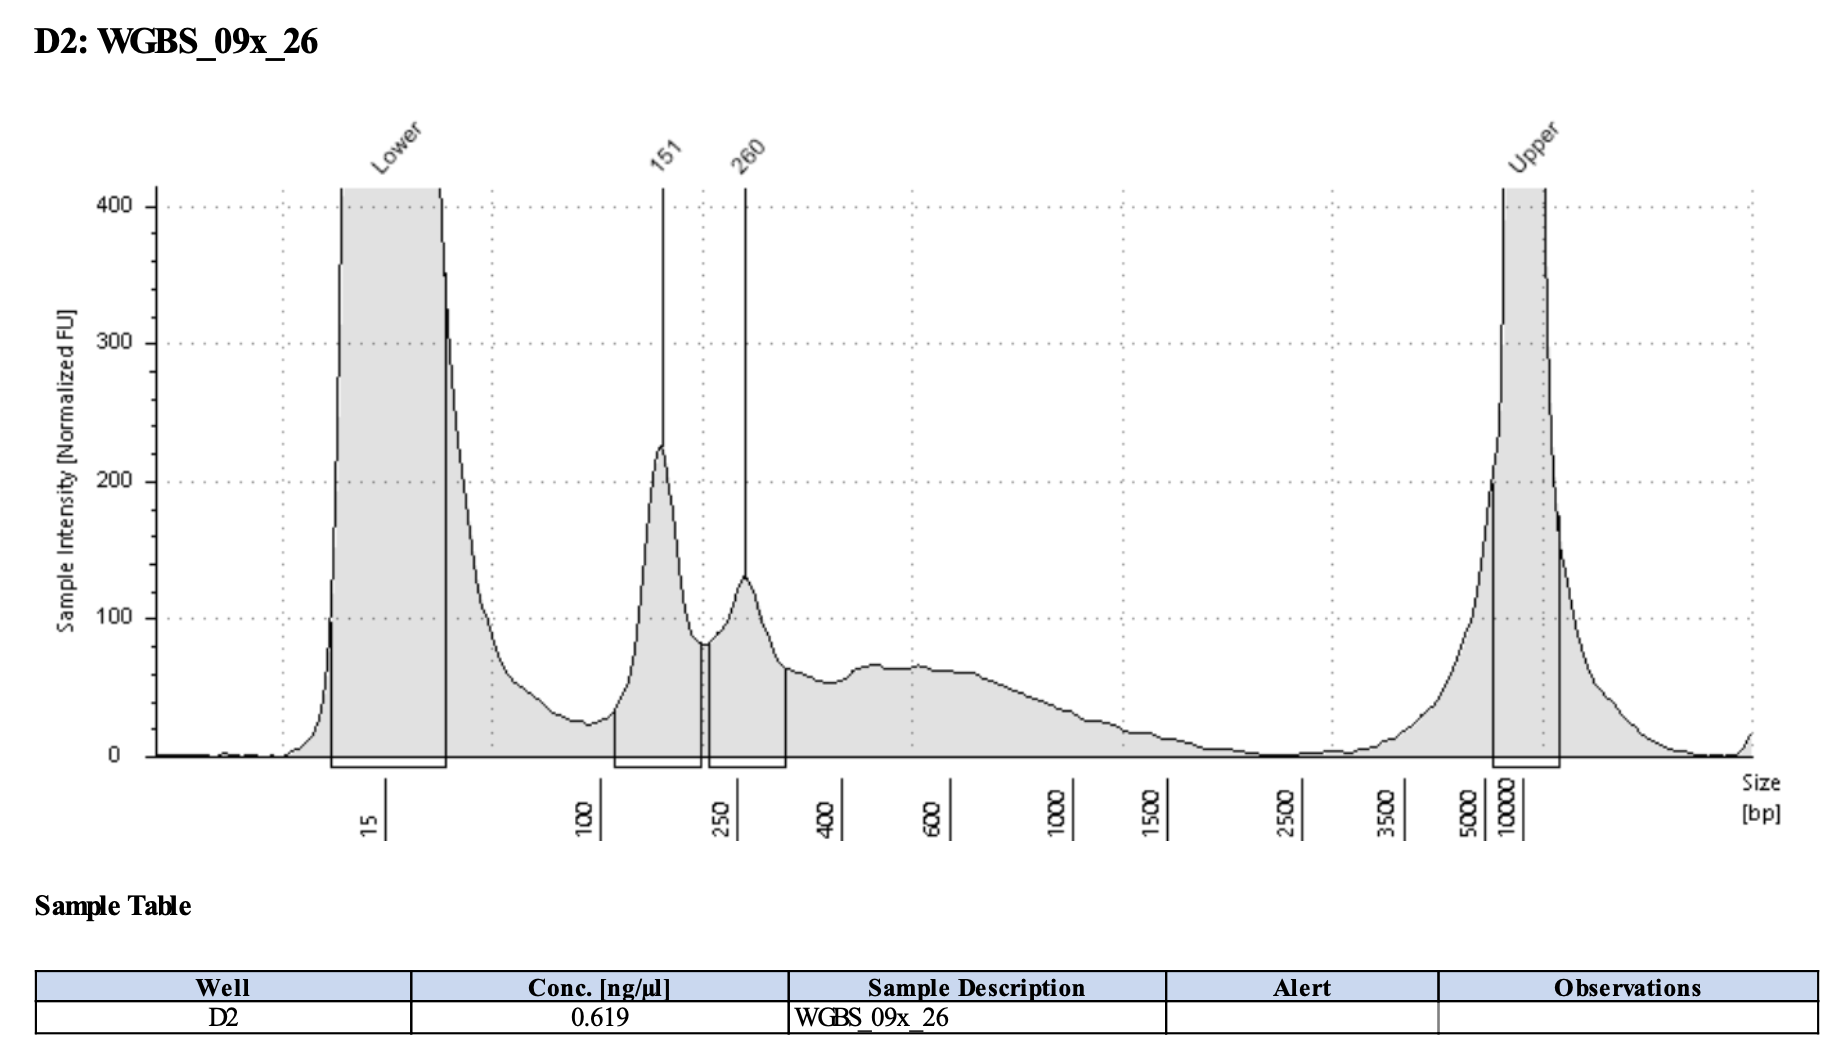 D2: WGBS_09x_26
Lower 151 260 Upper
Sample Intensity [Normalized FU]
400
300
200
100
0
15 100 250 400 600 1000 1500 2500 3500 5000 10000
Size
[bp]
Sample Table
Well Conc. [ng/µl] Sample Description Alert Observations
D2 0.619 WGBS_09x_26